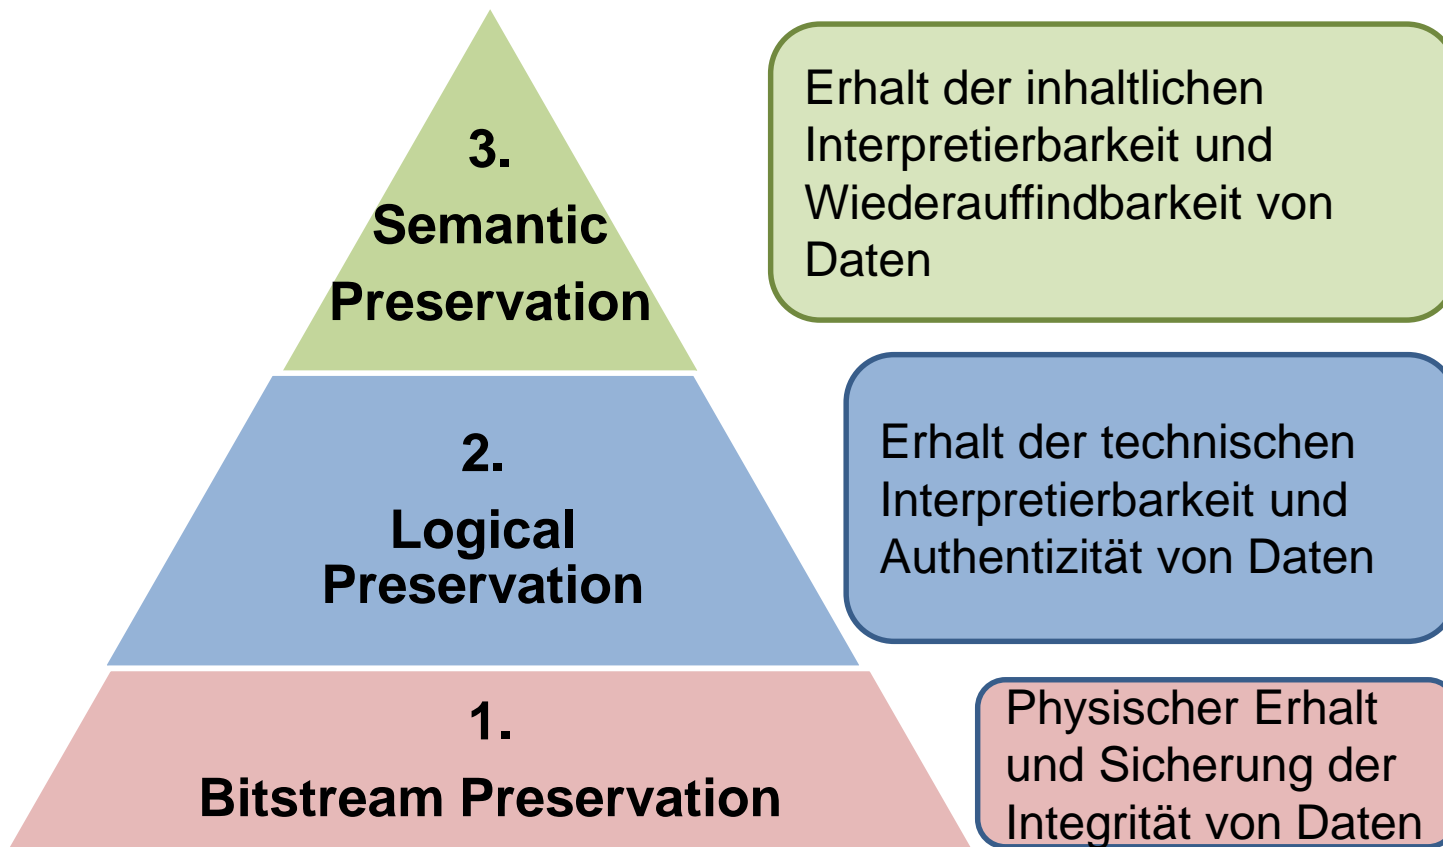 3.
Semantic
Preservation
Erhalt der inhaltlichen
Interpretierbarkeit und
Wiederauffindbarkeit von
Daten
2.
Logical
Preservation
Erhalt der technischen
Interpretierbarkeit und
Authentizität von Daten
1.
Bitstream Preservation
Physischer Erhalt
und Sicherung der
Integrität von Daten